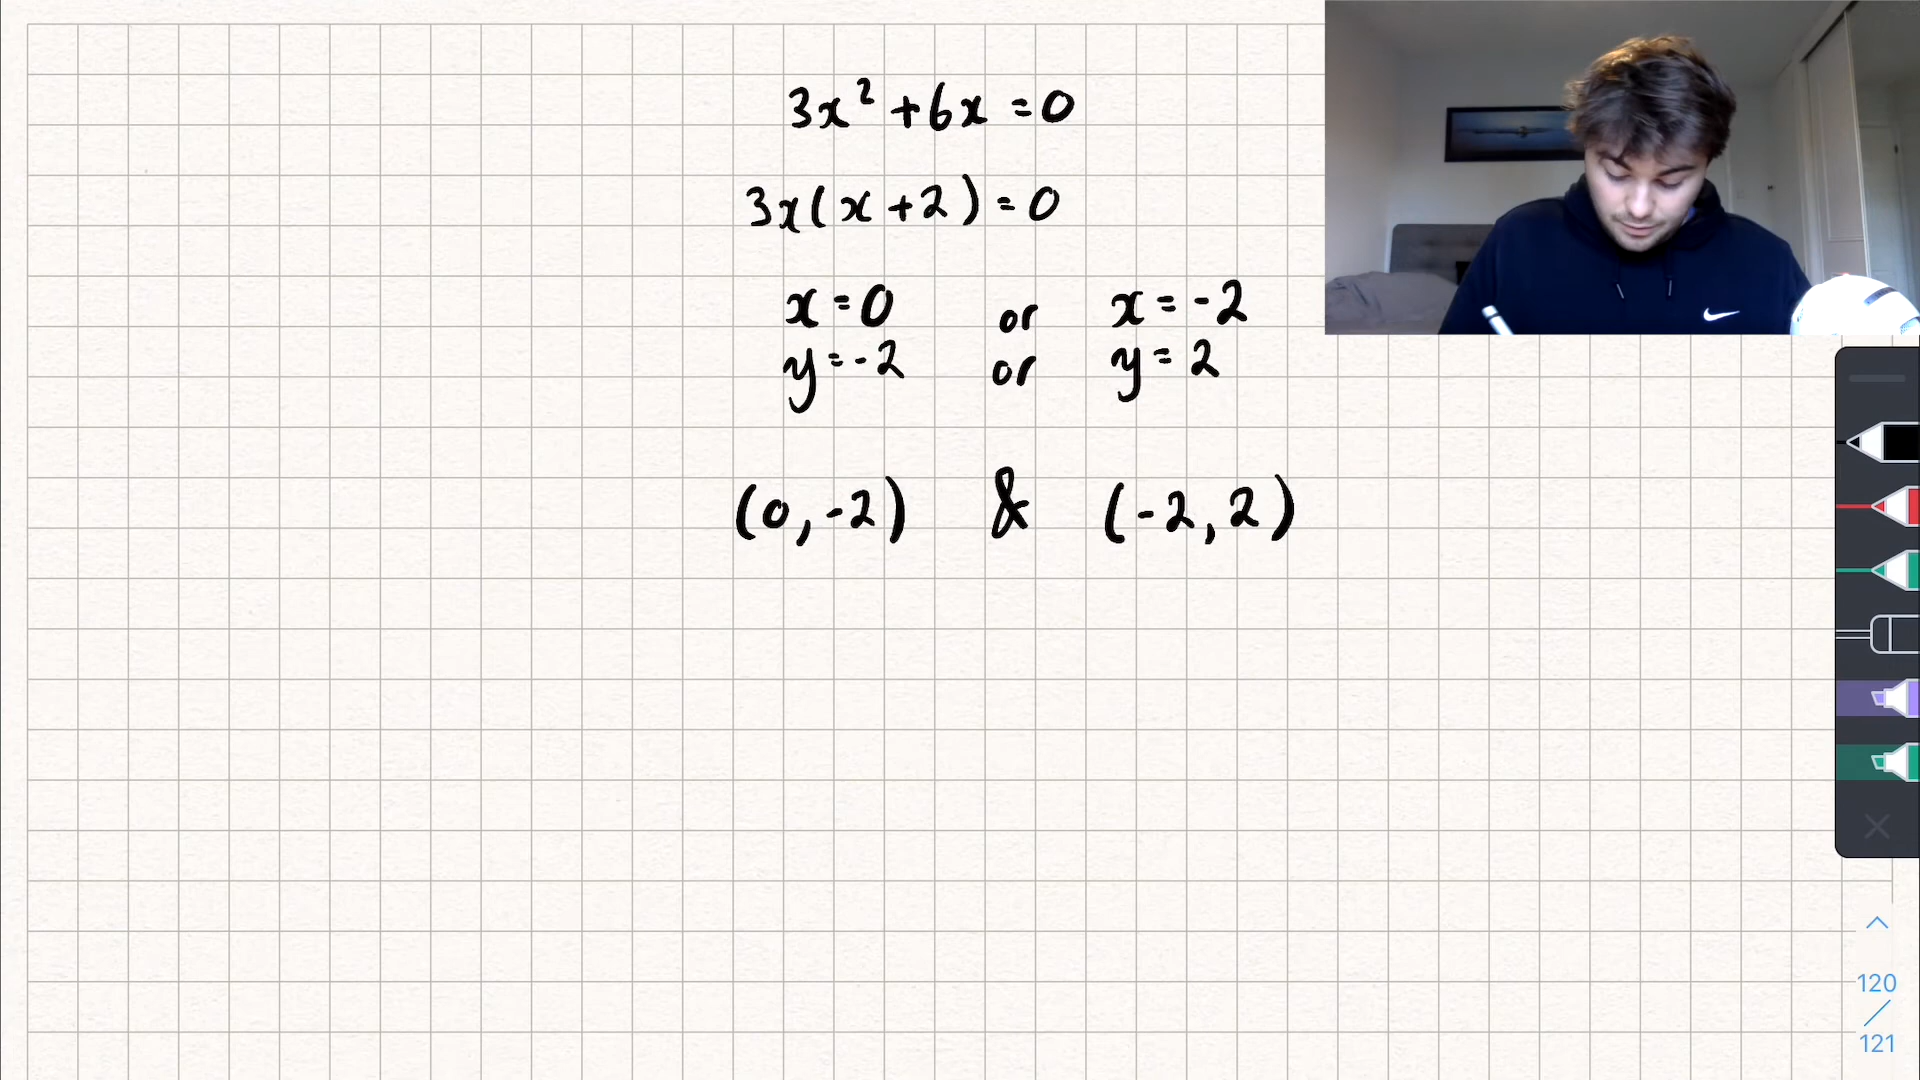 3x² + 6x = 0
3x(x + 2) = 0
x = 0 or x = -2
y = -2 or y = 2
(0, -2) & (-2, 2)
120
/
121